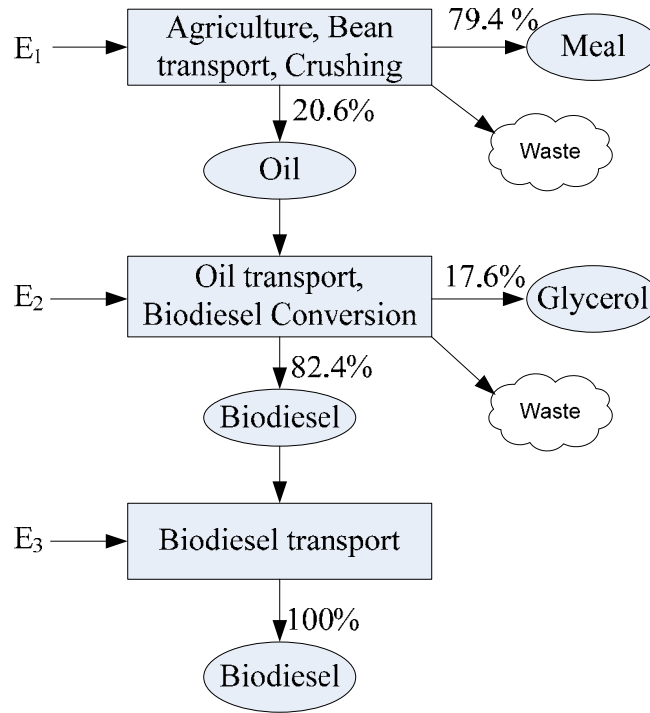 E1
Agriculture, Bean
transport, Crushing
79.4 %
Meal
20.6%
Waste
Oil
E2
Oil transport,
Biodiesel Conversion
17.6%
Glycerol
82.4%
Waste
Biodiesel
E3
Biodiesel transport
100%
Biodiesel